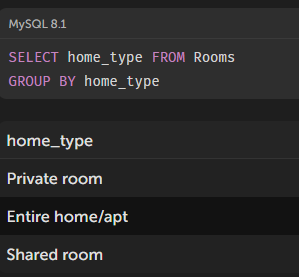 MySQL 8.1
SELECT home_type FROM Rooms
GROUP BY home_type
home_type
Private room
Entire home/apt
Shared room